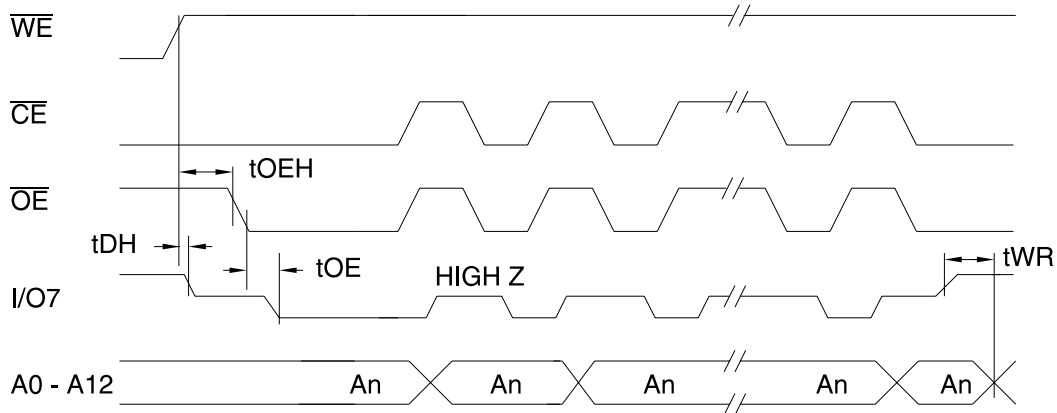 WE
CE
tOEH
OE
tDH
tOE
tWR
HIGH Z
I/O7
A0 - A12 An An An An An